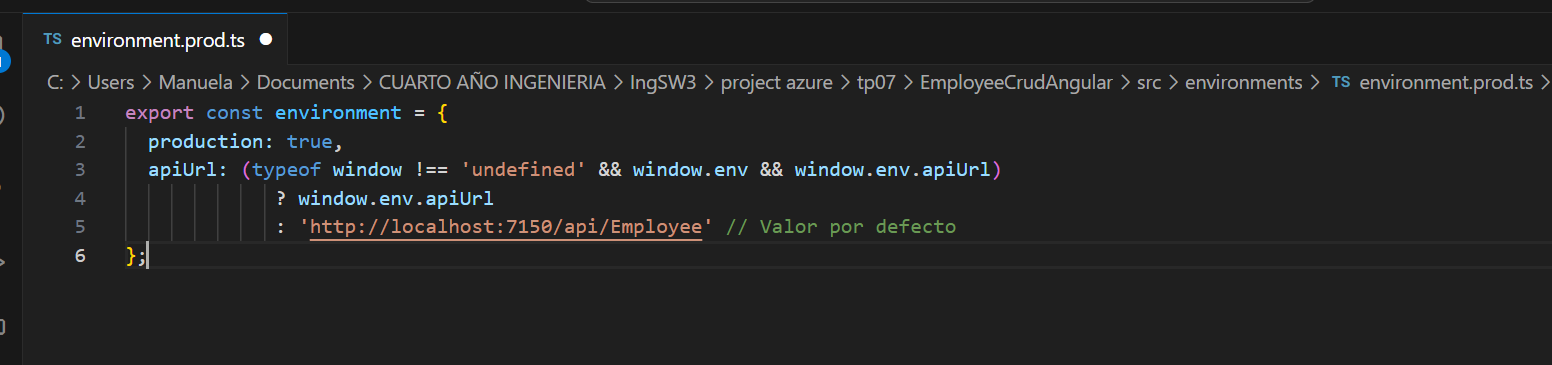 TS environment.prod.ts
C: > Users > Manuela > Documents > CUARTO AÑO INGENIERIA > IngSW3 > project azure > tp07 > EmployeeCrudAngular > src > environments > TS environment.prod.ts >
1 export const environment = {
2 production: true,
3 apiUrl: (typeof window !== 'undefined' && window.env && window.env.apiUrl)
4 ? window.env.apiUrl
5 : 'http://localhost:7150/api/Employee' // Valor por defecto
6 };